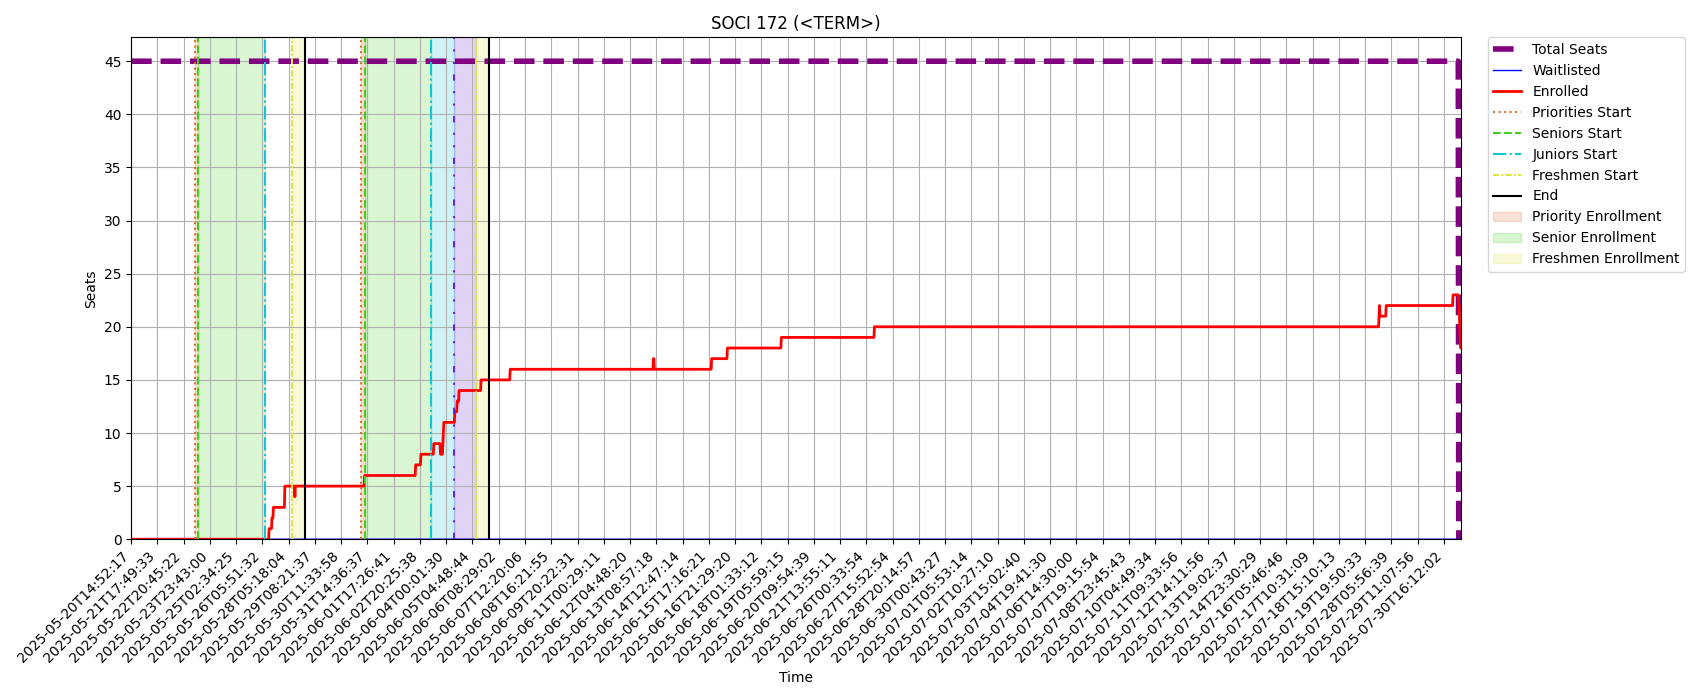 SOCI 172 (<TERM>)
Seats
45
40
35
30
25
20
15
10
5
0
2025-05-20T14:52:17
2025-05-21T17:49:33
2025-05-22T20:45:22
2025-05-23T23:43:00
2025-05-25T02:34:25
2025-05-26T05:51:32
2025-05-28T05:18:04
2025-05-29T08:21:37
2025-05-30T11:33:58
2025-05-31T14:36:37
2025-06-01T17:26:41
2025-06-02T20:25:38
2025-06-04T00:01:30
2025-06-05T04:48:44
2025-06-06T08:29:02
2025-06-07T12:20:06
2025-06-08T16:21:55
2025-06-09T20:22:31
2025-06-11T00:29:11
2025-06-12T04:48:20
2025-06-13T08:57:18
2025-06-14T12:47:14
2025-06-15T17:16:21
2025-06-16T21:29:20
2025-06-18T01:33:12
2025-06-19T05:59:15
2025-06-20T09:54:39
2025-06-21T13:55:11
2025-06-26T00:33:54
2025-06-27T15:52:54
2025-06-28T20:14:57
2025-06-30T00:43:27
2025-07-01T05:53:14
2025-07-02T10:27:10
2025-07-03T15:02:40
2025-07-04T19:41:30
2025-07-06T14:30:00
2025-07-07T19:15:54
2025-07-08T23:45:43
2025-07-10T04:49:34
2025-07-11T09:33:56
2025-07-12T14:11:56
2025-07-13T19:02:37
2025-07-14T23:30:29
2025-07-16T05:46:46
2025-07-17T10:31:09
2025-07-18T15:10:13
2025-07-19T19:50:33
2025-07-28T05:56:39
2025-07-29T11:07:56
2025-07-30T16:12:02
Time
Total Seats
Waitlisted
Enrolled
Priorities Start
Seniors Start
Juniors Start
Freshmen Start
End
Priority Enrollment
Senior Enrollment
Freshmen Enrollment